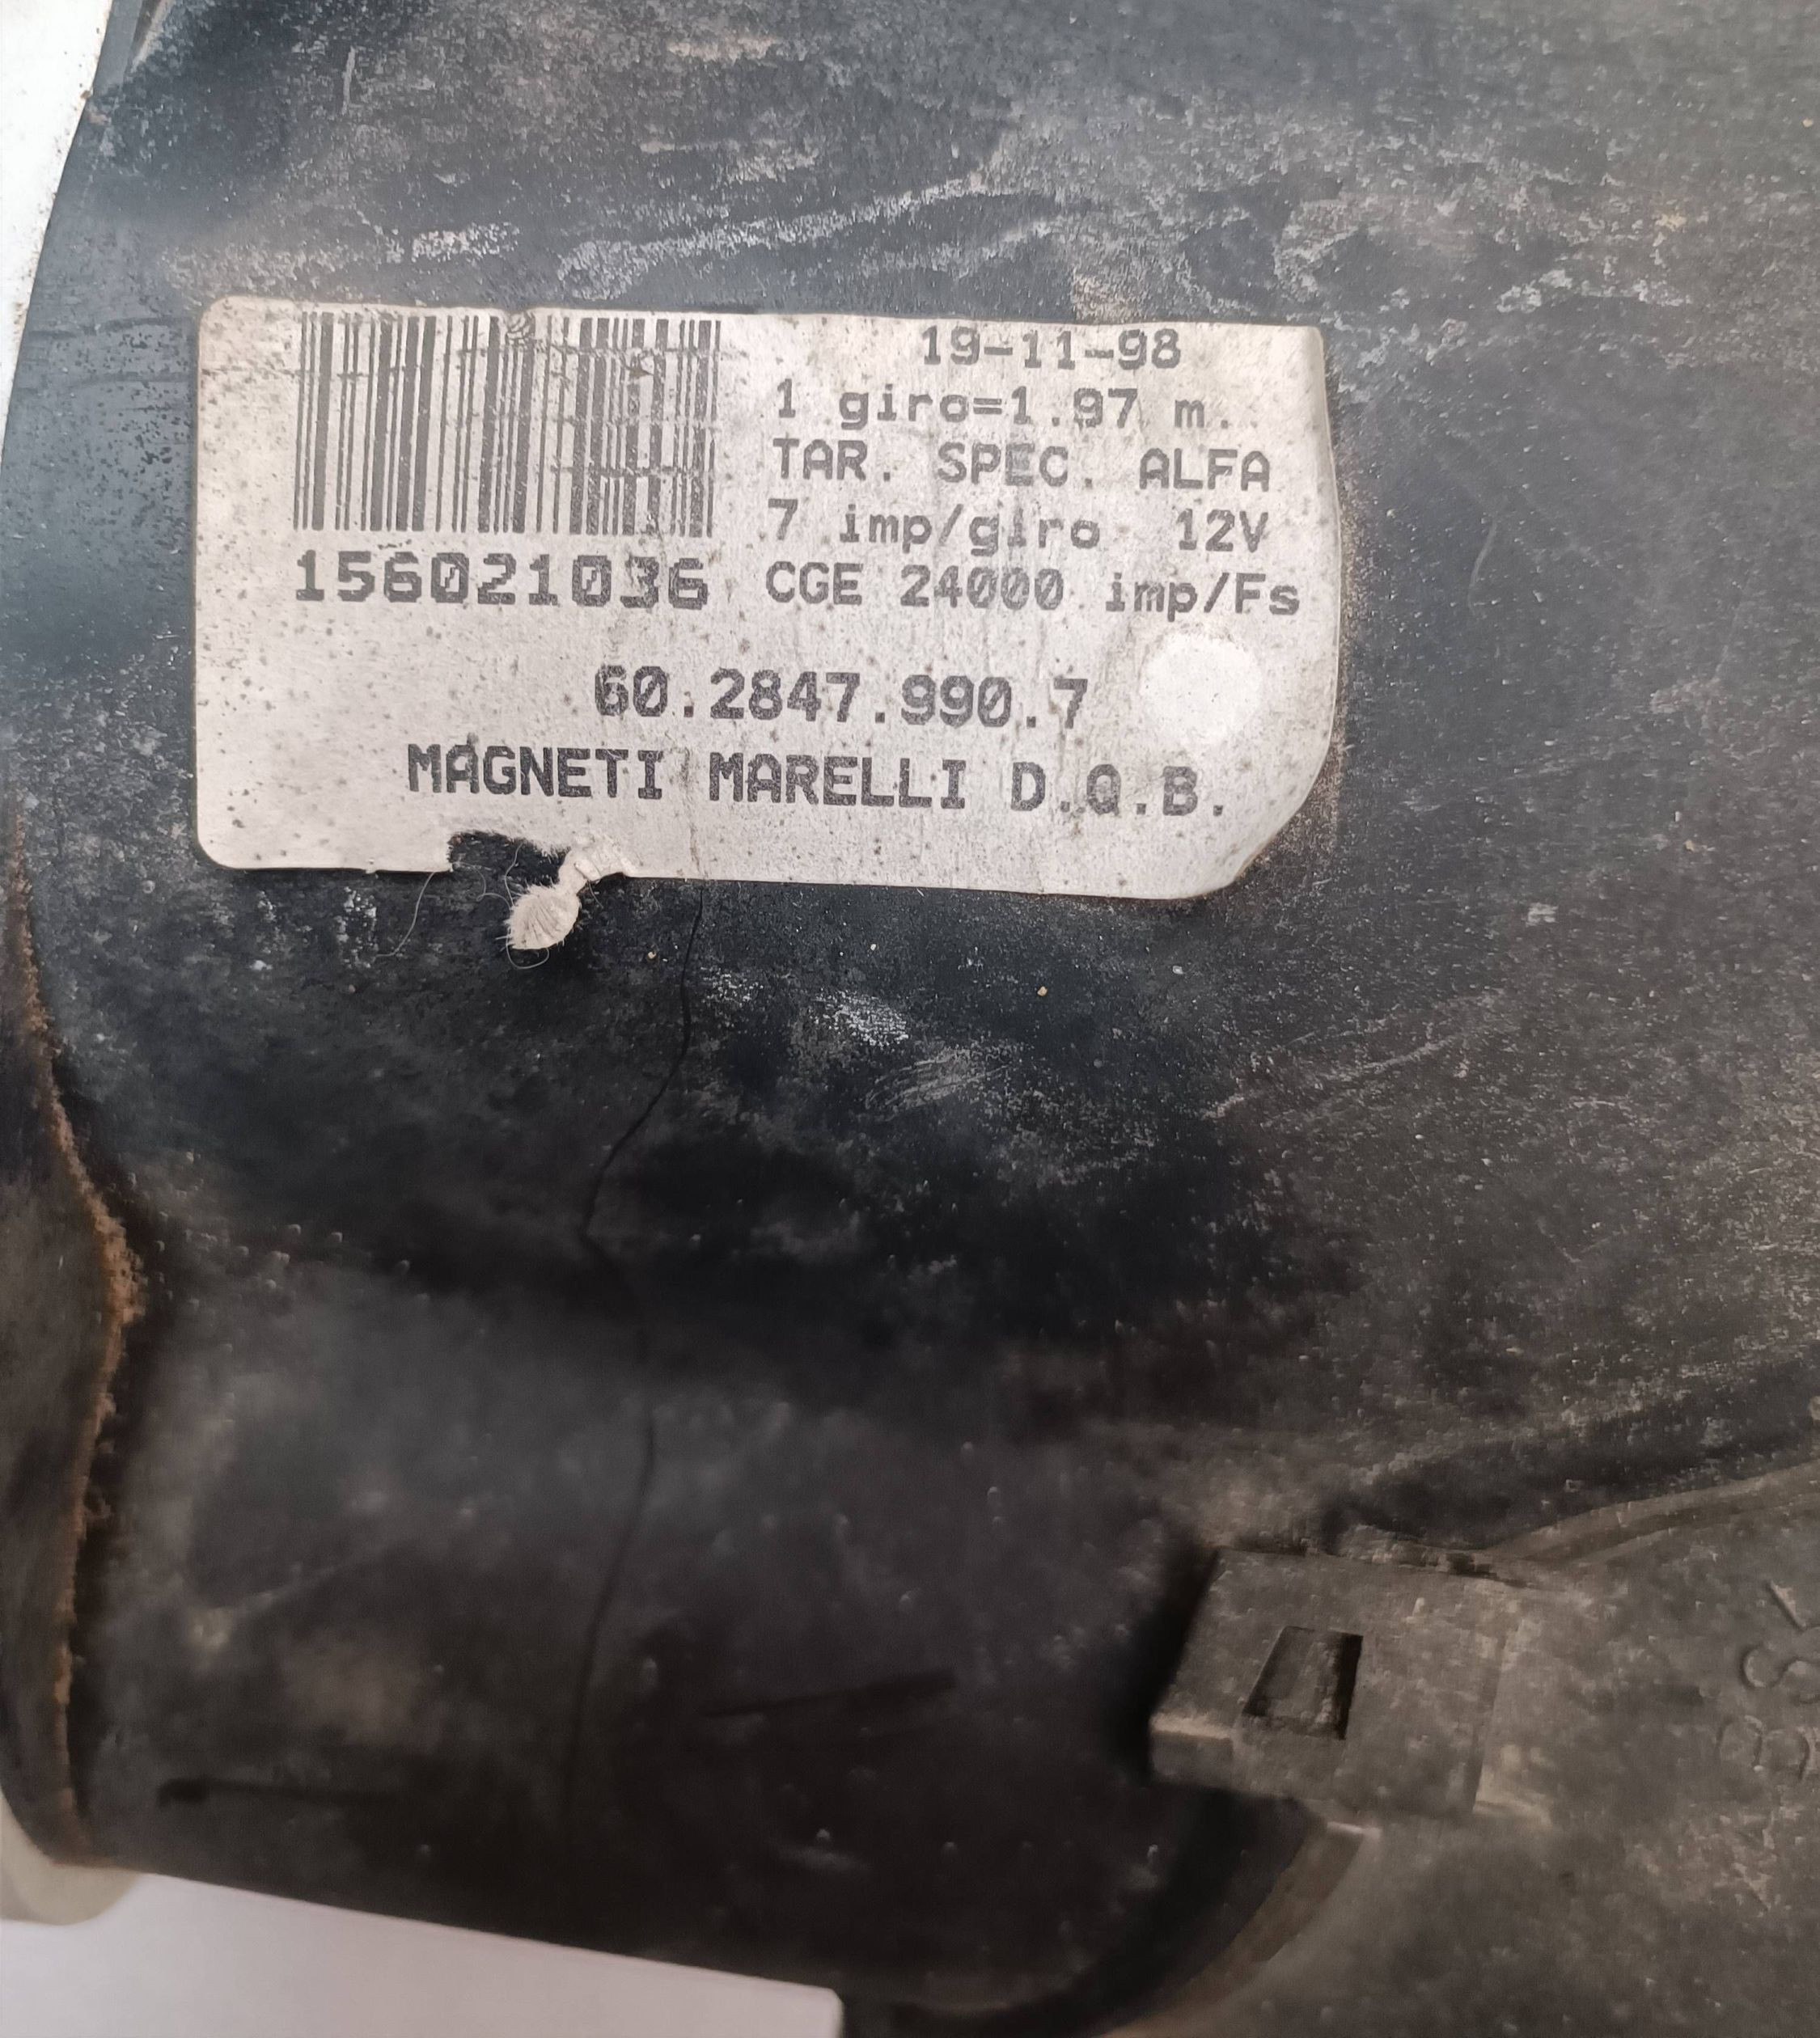 19-11-98
1 giro=1.97 m.
TAR. SPEC. ALFA
7 imp/giro 12V
156021036 CGE 24000 imp/Fs
60.2847.990.7
MAGNETI MARELLI D.Q.B.